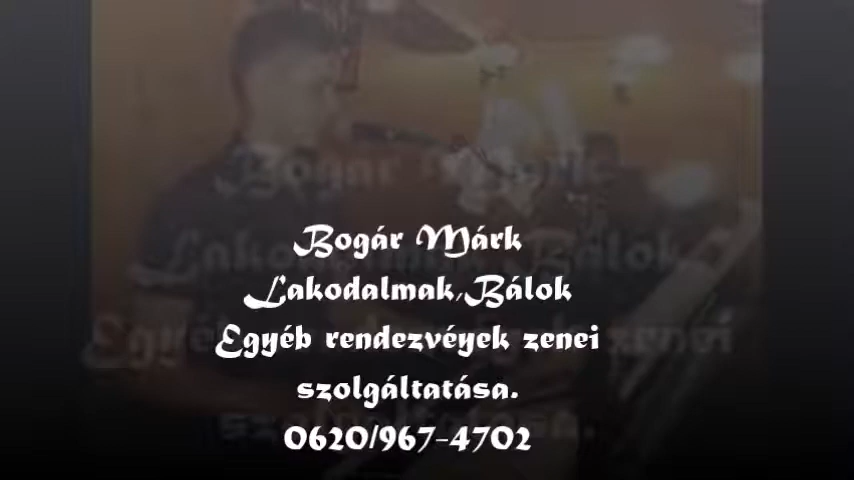 Bogár Márk
Lakodalmak,Bálok
Egyéb rendezvéyek zenei
szolgáltatása.
0620/967-4702